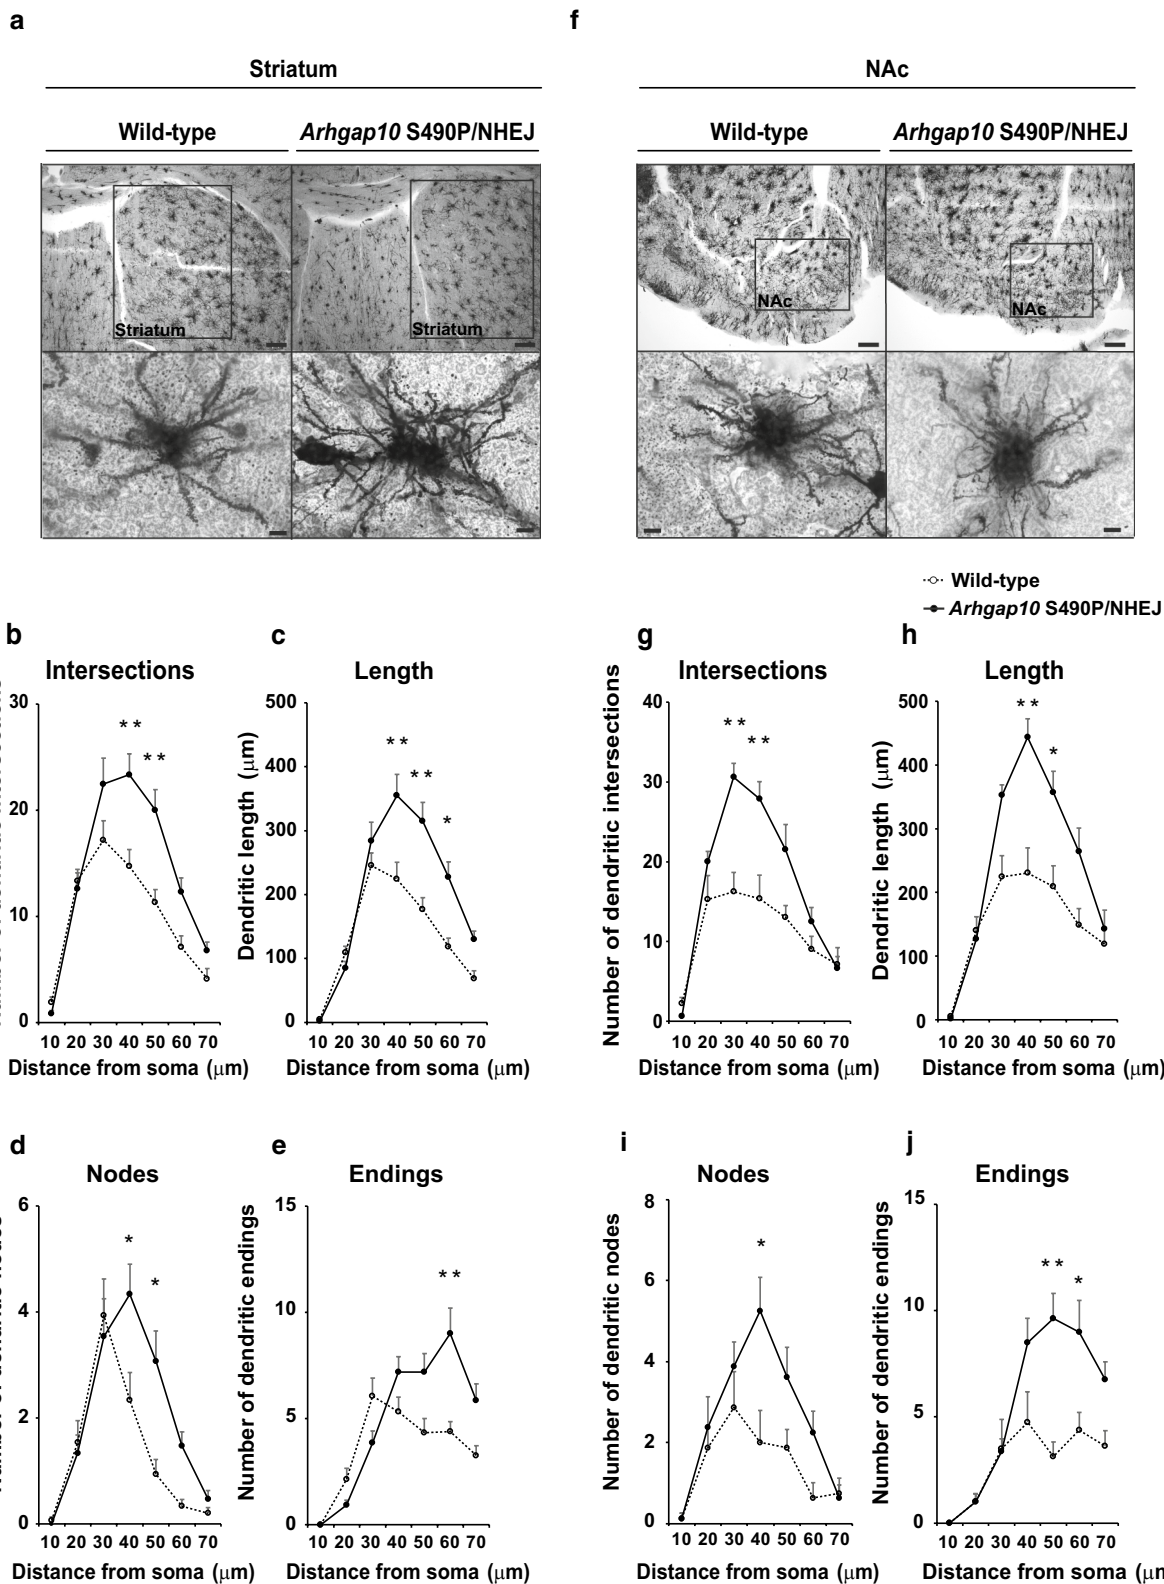 a
f
Striatum
NAc
Wild-type
Arhgap10 S490P/NHEJ
Wild-type
Arhgap10 S490P/NHEJ
Striatum
Striatum
NAc
NAc
Wild-type
Arhgap10 S490P/NHEJ
b
Intersections
30
20
10
0
** **
10 20 30 40 50 60 70
Distance from soma (μm)
c
Length
Dendritic length (μm)
500
400
300
200
100
0
** ** *
10 20 30 40 50 60 70
Distance from soma (μm)
g
Intersections
Number of dendritic intersections
40
30
20
10
0
** **
10 20 30 40 50 60 70
Distance from soma (μm)
h
Length
Dendritic length (μm)
500
400
300
200
100
0
** *
10 20 30 40 50 60 70
Distance from soma (μm)
d
Nodes
6
4
2
0
* *
10 20 30 40 50 60 70
Distance from soma (μm)
e
Endings
Number of dendritic endings
15
10
5
0
**
10 20 30 40 50 60 70
Distance from soma (μm)
i
Nodes
Number of dendritic nodes
8
6
4
2
0
*
10 20 30 40 50 60 70
Distance from soma (μm)
j
Endings
Number of dendritic endings
15
10
5
0
** *
10 20 30 40 50 60 70
Distance from soma (μm